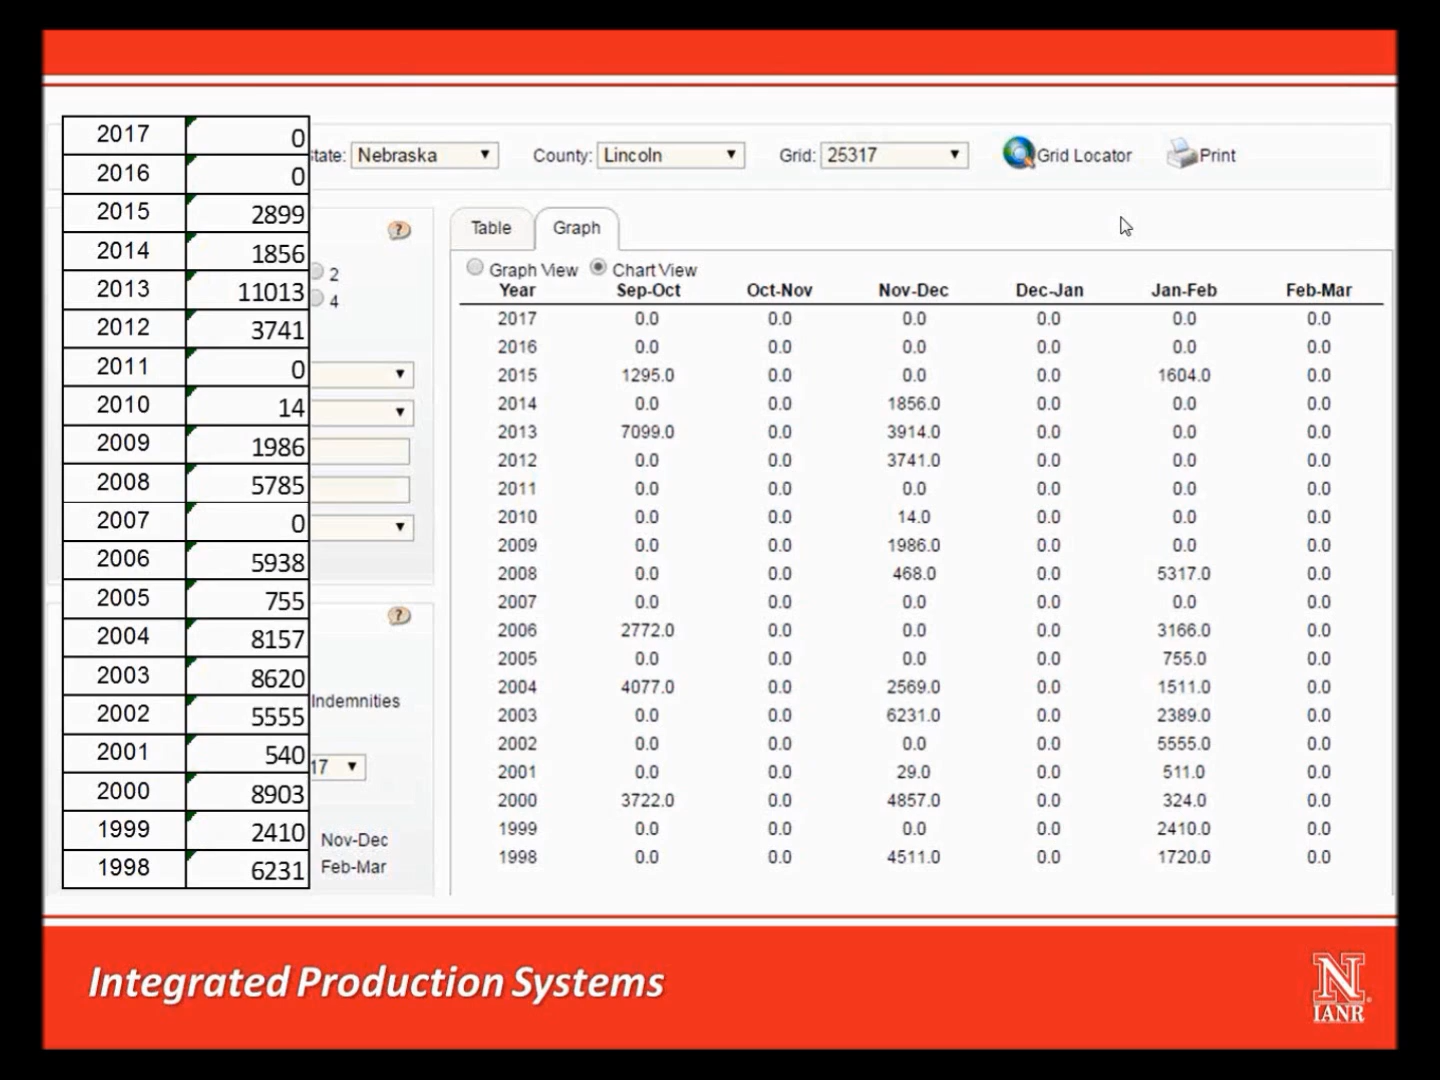 State: Nebraska County: Lincoln Grid: 25317 Grid Locator Print
2017 0
2016 0
2015 2899
2014 1856
2013 11013
2012 3741
2011 0
2010 14
2009 1986
2008 5785
2007 0
2006 5938
2005 755
2004 8157
2003 8620
2002 5555
2001 540
2000 8903
1999 2410
1998 6231
?
2
4
?
Indemnities
17
Nov-Dec
Feb-Mar
Table Graph
Graph View Chart View
Year Sep-Oct Oct-Nov Nov-Dec Dec-Jan Jan-Feb Feb-Mar
2017 0.0 0.0 0.0 0.0 0.0 0.0
2016 0.0 0.0 0.0 0.0 0.0 0.0
2015 1295.0 0.0 0.0 0.0 1604.0 0.0
2014 0.0 0.0 1856.0 0.0 0.0 0.0
2013 7099.0 0.0 3914.0 0.0 0.0 0.0
2012 0.0 0.0 3741.0 0.0 0.0 0.0
2011 0.0 0.0 0.0 0.0 0.0 0.0
2010 0.0 0.0 14.0 0.0 0.0 0.0
2009 0.0 0.0 1986.0 0.0 0.0 0.0
2008 0.0 0.0 468.0 0.0 5317.0 0.0
2007 0.0 0.0 0.0 0.0 0.0 0.0
2006 2772.0 0.0 0.0 0.0 3166.0 0.0
2005 0.0 0.0 0.0 0.0 755.0 0.0
2004 4077.0 0.0 2569.0 0.0 1511.0 0.0
2003 0.0 0.0 6231.0 0.0 2389.0 0.0
2002 0.0 0.0 0.0 0.0 5555.0 0.0
2001 0.0 0.0 29.0 0.0 511.0 0.0
2000 3722.0 0.0 4857.0 0.0 324.0 0.0
1999 0.0 0.0 0.0 0.0 2410.0 0.0
1998 0.0 0.0 4511.0 0.0 1720.0 0.0
Integrated Production Systems
N
IANR